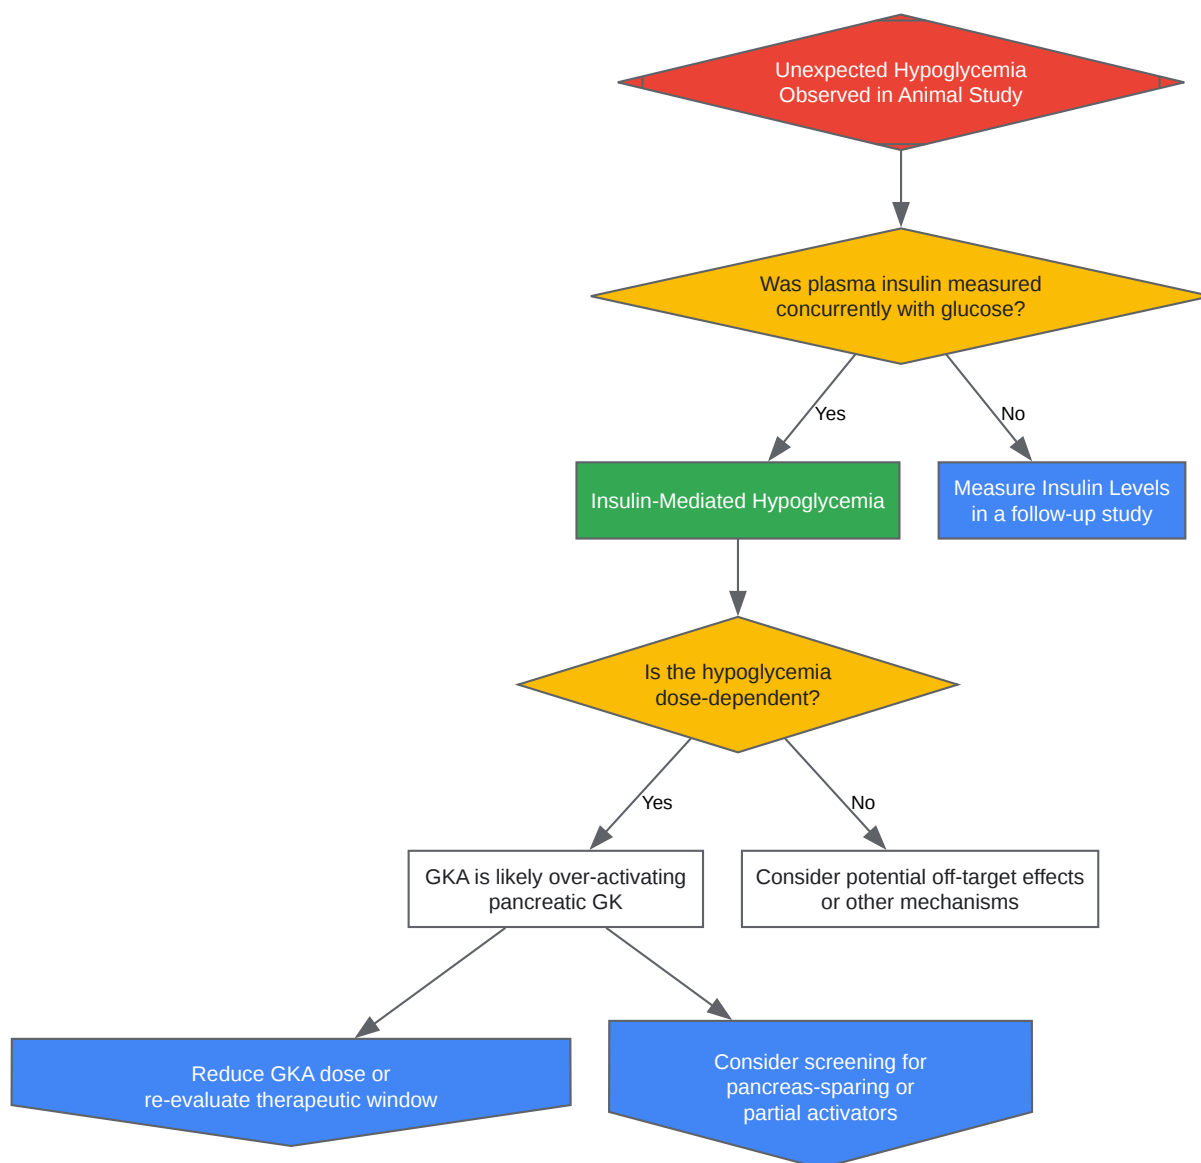 Unexpected Hypoglycemia
Observed in Animal Study
Was plasma insulin measured
concurrently with glucose?
Yes
No
Insulin-Mediated Hypoglycemia
Measure Insulin Levels
in a follow-up study
Is the hypoglycemia
dose-dependent?
Yes
No
GKA is likely over-activating
pancreatic GK
Consider potential off-target effects
or other mechanisms
Reduce GKA dose or
re-evaluate therapeutic window
Consider screening for
pancreas-sparing or
partial activators